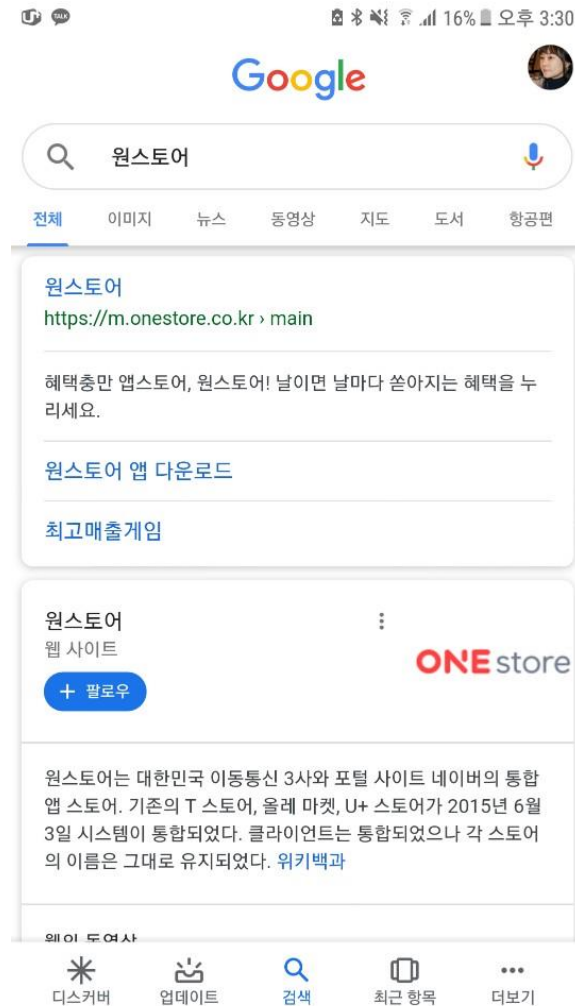 U+ TALK 16% 오후 3:30
Google
원스토어
전체 이미지 뉴스 동영상 지도 도서 항공편
원스토어
https://m.onestore.co.kr › main
혜택충만 앱스토어, 원스토어! 날이면 날마다 쏟아지는 혜택을 누
리세요.
원스토어 앱 다운로드
최고매출게임
원스토어
웹 사이트
ONE store
+ 팔로우
원스토어는 대한민국 이동통신 3사와 포털 사이트 네이버의 통합
앱 스토어. 기존의 T 스토어, 올레 마켓, U+ 스토어가 2015년 6월
3일 시스템이 통합되었다. 클라이언트는 통합되었으나 각 스토어
의 이름은 그대로 유지되었다. 위키백과
웹의 동영상
디스커버 업데이트 검색 최근 항목 더보기